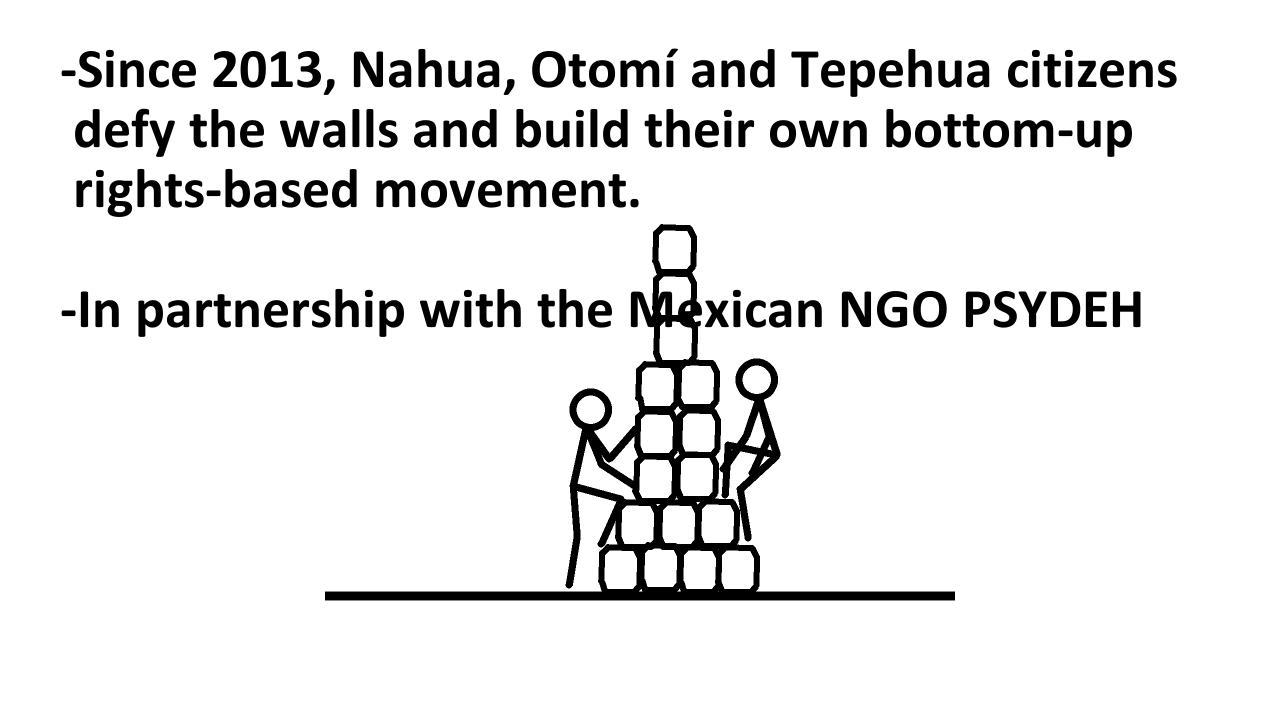 -Since 2013, Nahua, Otomí and Tepehua citizens
defy the walls and build their own bottom-up
rights-based movement.
-In partnership with the Mexican NGO PSYDEH